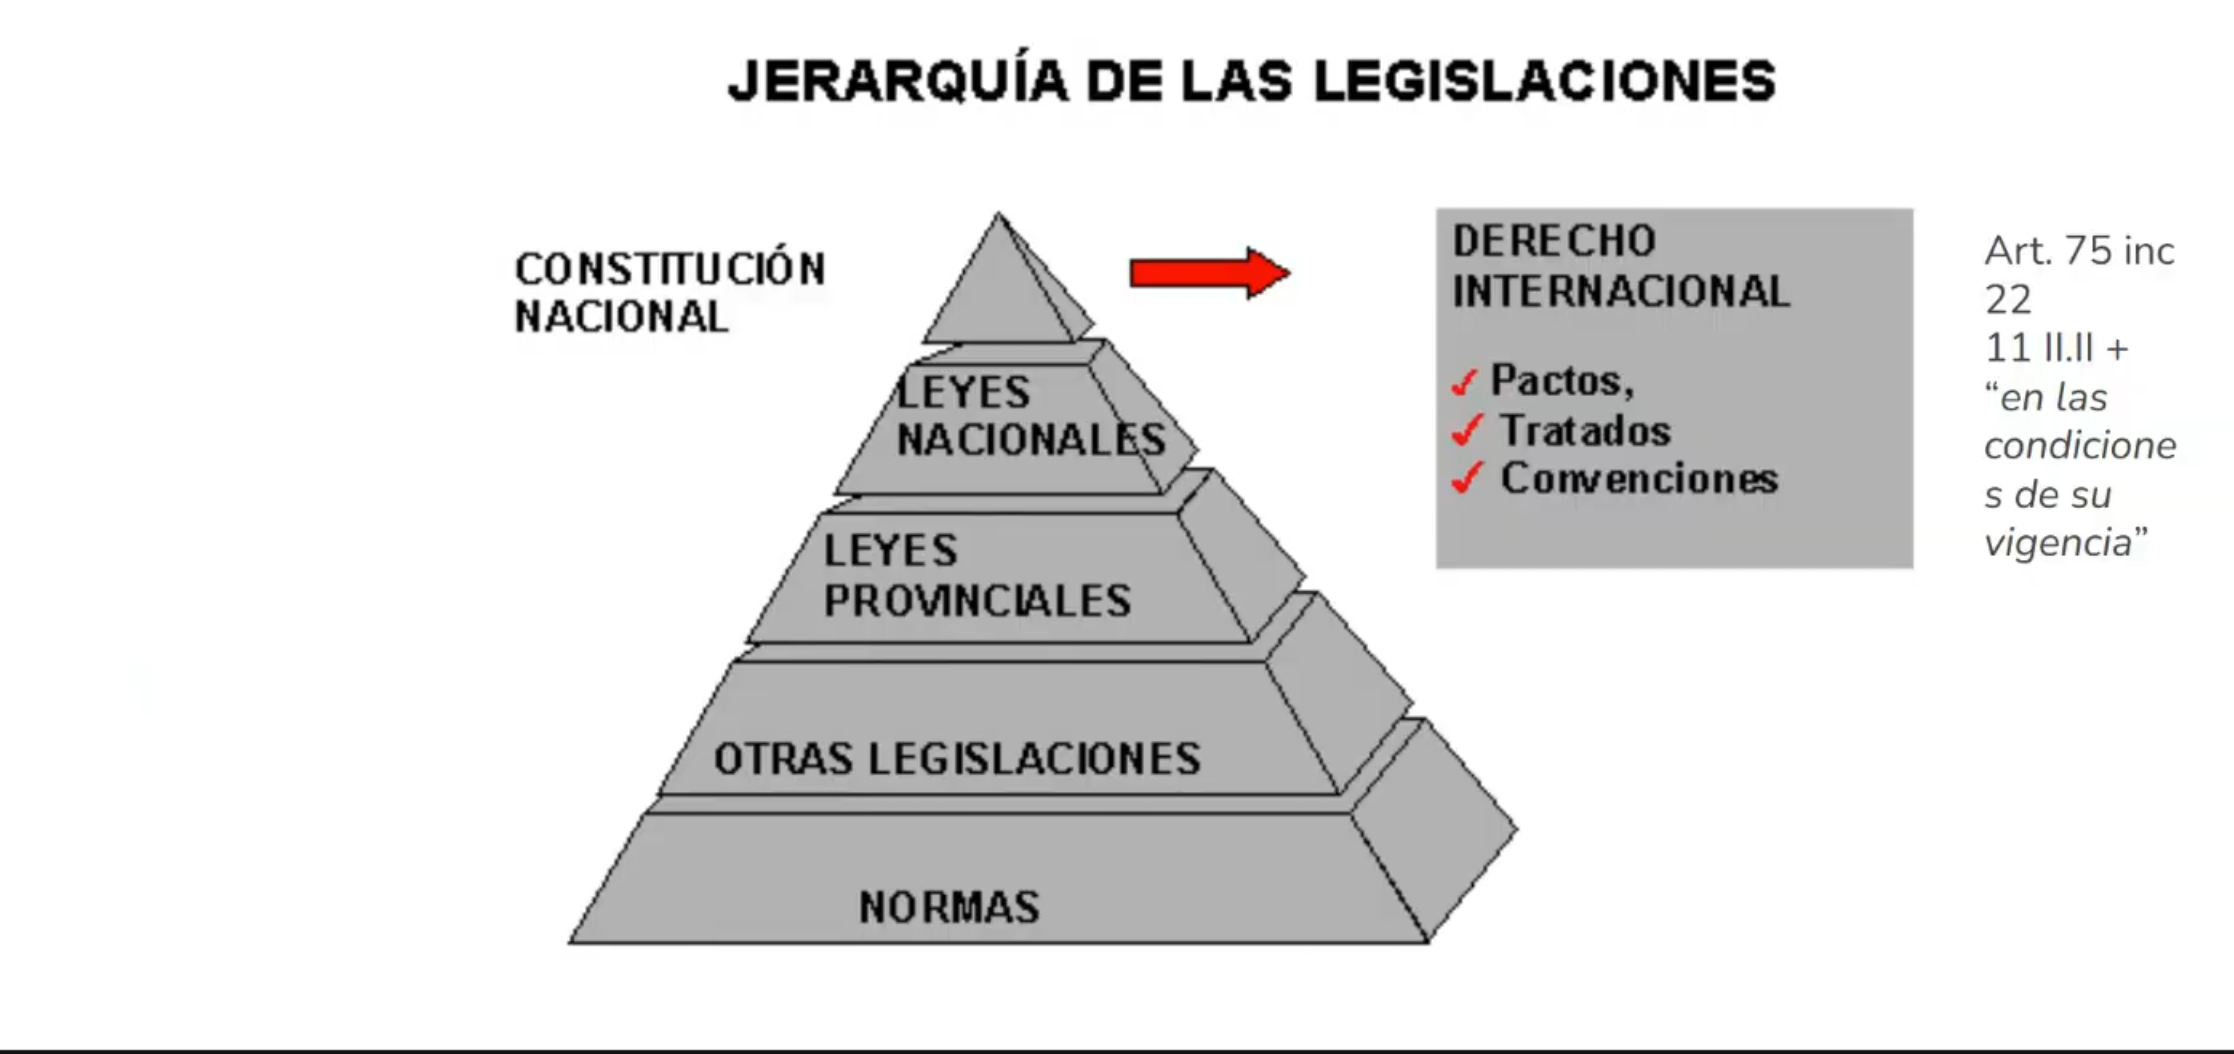 JERARQUÍA DE LAS LEGISLACIONES
CONSTITUCIÓN
NACIONAL
LEYES
NACIONALES
LEYES
PROVINCIALES
OTRAS LEGISLACIONES
NORMAS
DERECHO
INTERNACIONAL
Pactos,
Tratados
Convenciones
Art. 75 inc
22
11 II.II +
“en las
condicione
s de su
vigencia”